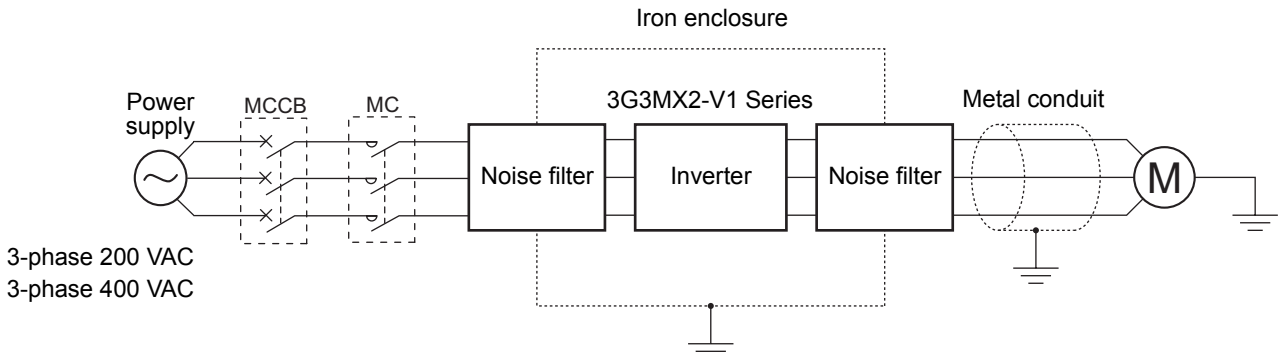 Iron enclosure
Power
supply
MCCB
MC
3G3MX2-V1 Series
Metal conduit
Noise filter
Inverter
Noise filter
M
3-phase 200 VAC
3-phase 400 VAC